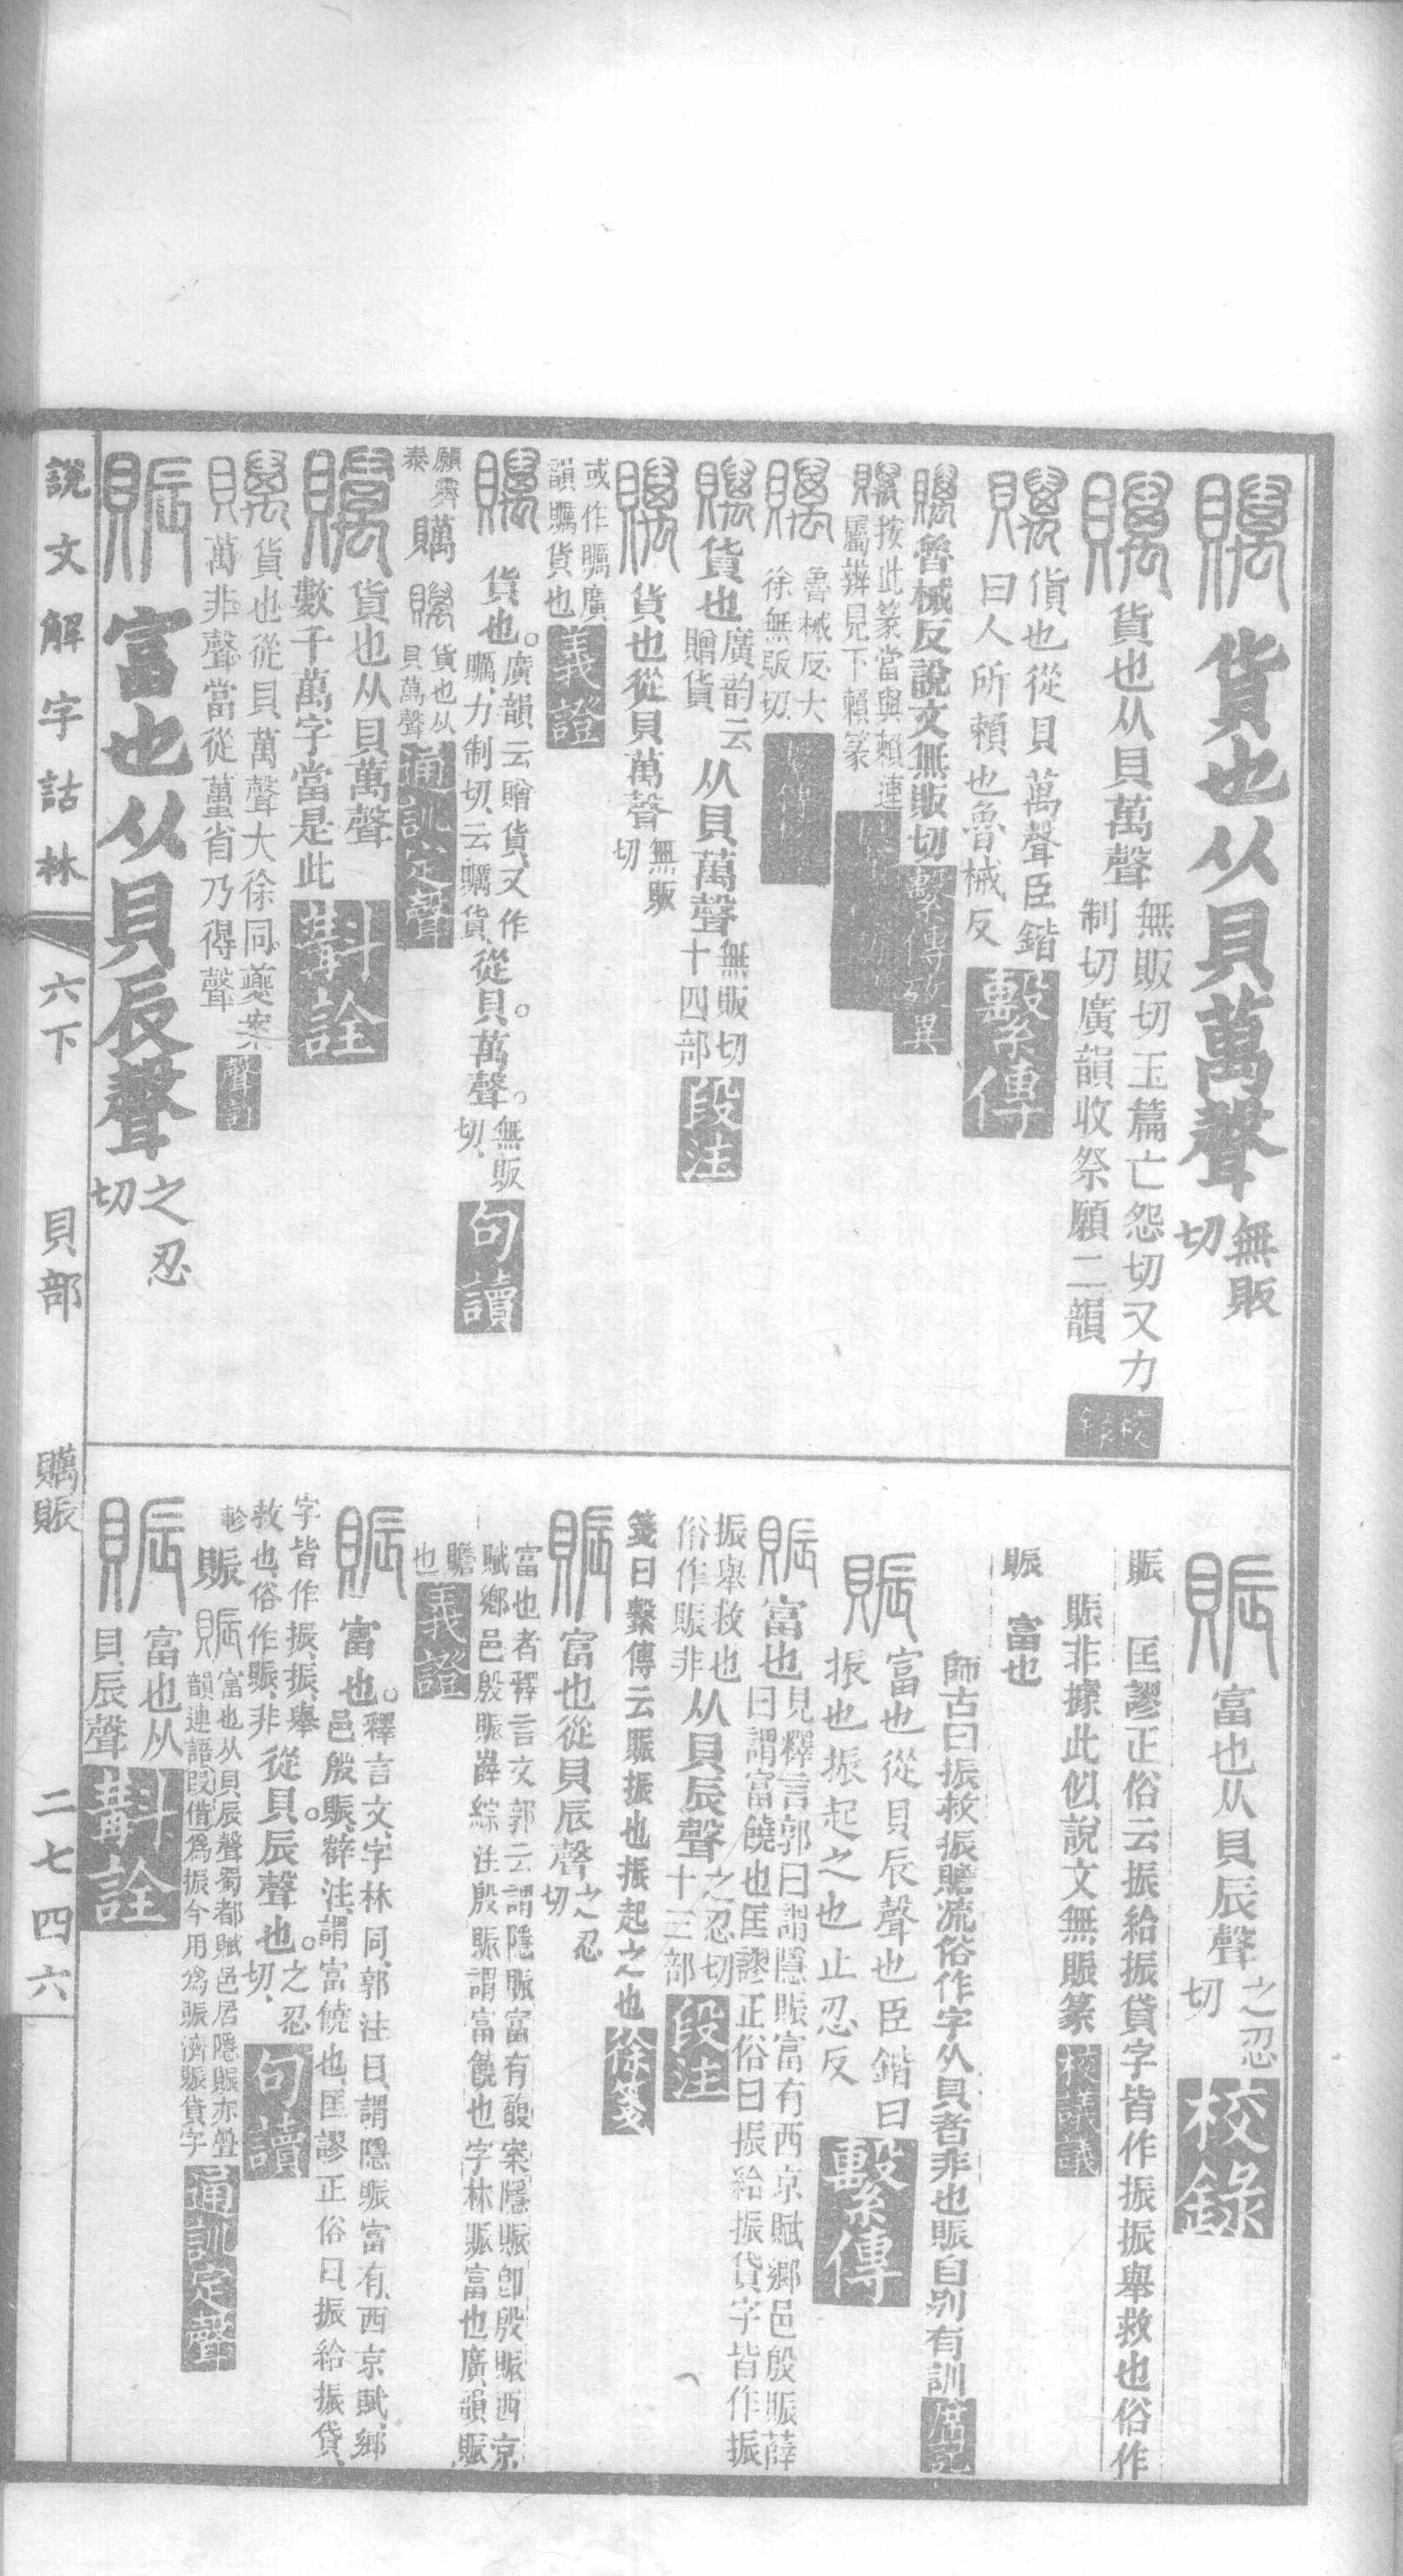 贎 貨也从貝萬聲 無販切
贎 貨也从貝萬聲 無販切玉篇亡怨切又力制切廣韻收祭願二韻 校錄
贎 貨也從貝萬聲臣鍇曰人所賴也魯械反 繫傳
贎 魯械反說文無販切 繫傳攷異
贎 按此篆當與賴連屬辨見下賴篆
贎 魯械反大徐無販切
贎 貨也 廣韵云贈貨 从貝萬聲 無販切十四部 段注
贎 貨也從貝萬聲 無販切
或作贎廣韻贎貨也 義證
贎 貨也。廣韻云贈貨、又作贎、力制切、云贎貨、從貝。萬聲。無販切、 句讀
願霽泰 贎 贎 貨也从貝萬聲 通訓定聲
贎 貨也从貝萬聲數千萬字當是此 斠詮
贎 貨也從貝萬聲大徐同。夔案萬非聲當從萬省乃得聲 聲訂
賑 富也从貝辰聲 之忍切
賑 富也从貝辰聲 之忍切 校錄
賑 匡謬正俗云振給振貸字皆作振振舉救也俗作賑非據此似說文無賑篆 校議議
賑 富也
師古曰振救振贍流俗作字从貝者非也賑自別有訓 席記
賑 富也從貝辰聲也臣鍇曰振也振起之也止忍反 繫傳
賑 富也 見釋言郭曰謂隱賑富有西京賦鄉邑殷賑薛曰謂富饒也匡謬正俗曰振給振貸字皆作振振舉救也俗作賑非 从貝辰聲 之忍切十三部 段注
箋曰繫傳云賑振也振起之也 徐箋
賑 富也從貝辰聲 之忍切
富也者釋言文郭云謂隱賑富有馥案隱賑卽殷賑西京賦鄉邑殷賑薛綜注殷賑謂富饒也字林賑富也廣韻賑贍也 義證
賑 富也。釋言文、字林同、郭注曰、謂隱賑富有、西京賦、鄉邑殷賑、薛注、謂富饒也、匡謬正俗曰、振給振貸、字皆作振、振、舉救也、俗作賑、非 從貝。辰聲也。之忍切、 句讀
軫 賑 賑 富也从貝辰聲蜀都賦邑居隱賑亦疊韻連語叚借爲振今用爲賑濟賑貸字 通訓定聲
賑 富也从貝辰聲 斠詮
說文解字詁林 六下 貝部 贎賑 二七四六